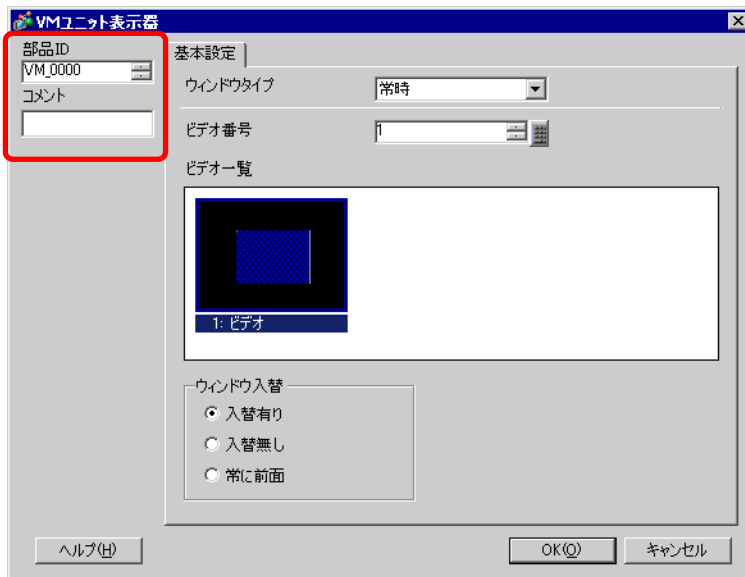 VMユニット表示器
部品ID
VM_0000
コメント
基本設定
ウィンドウタイプ
常時
ビデオ番号
1
ビデオ一覧
1: ビデオ
ウィンドウ入替
入替有り
入替無し
常に前面
ヘルプ(H)
OK(O)
キャンセル